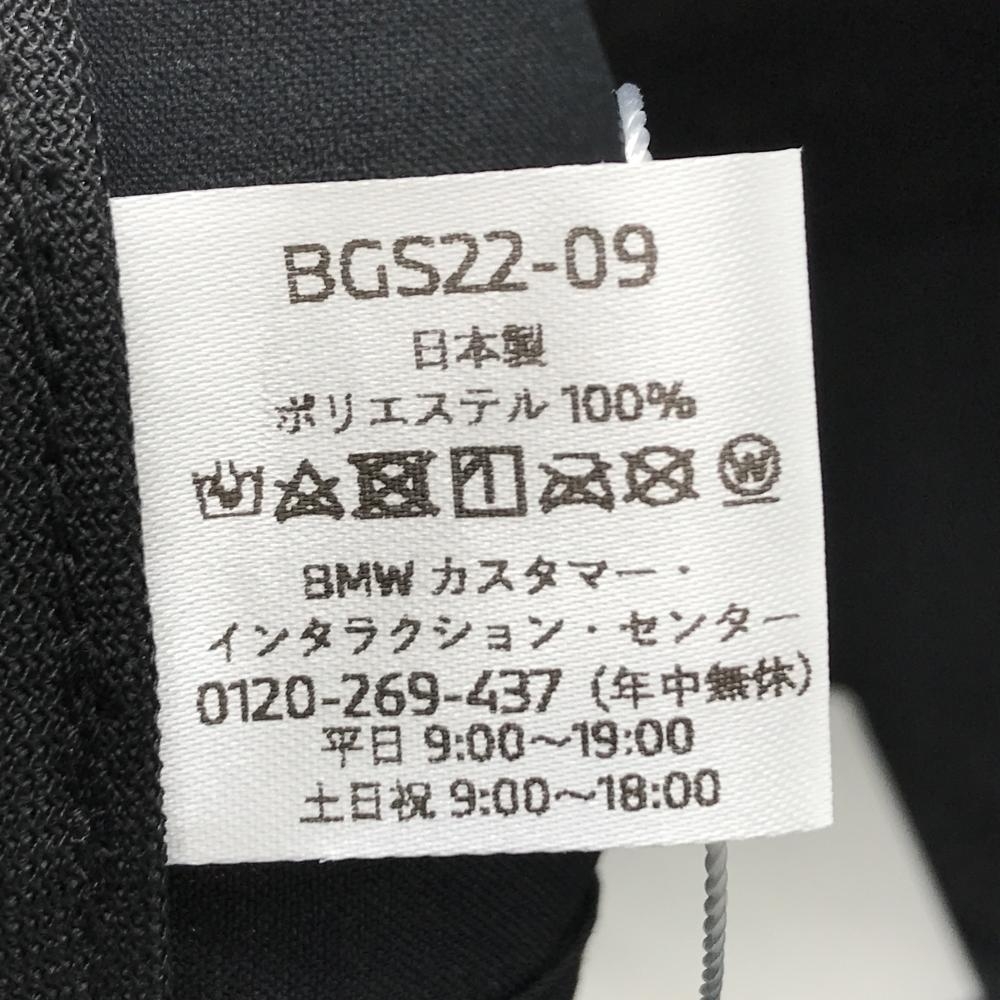 BGS22-09
日本製
ポリエステル 100%
W
BMW カスタマー・
インタラクション・センター
0120-269-437（年中無休）
平日 9:00～19:00
土日祝 9:00～18:00